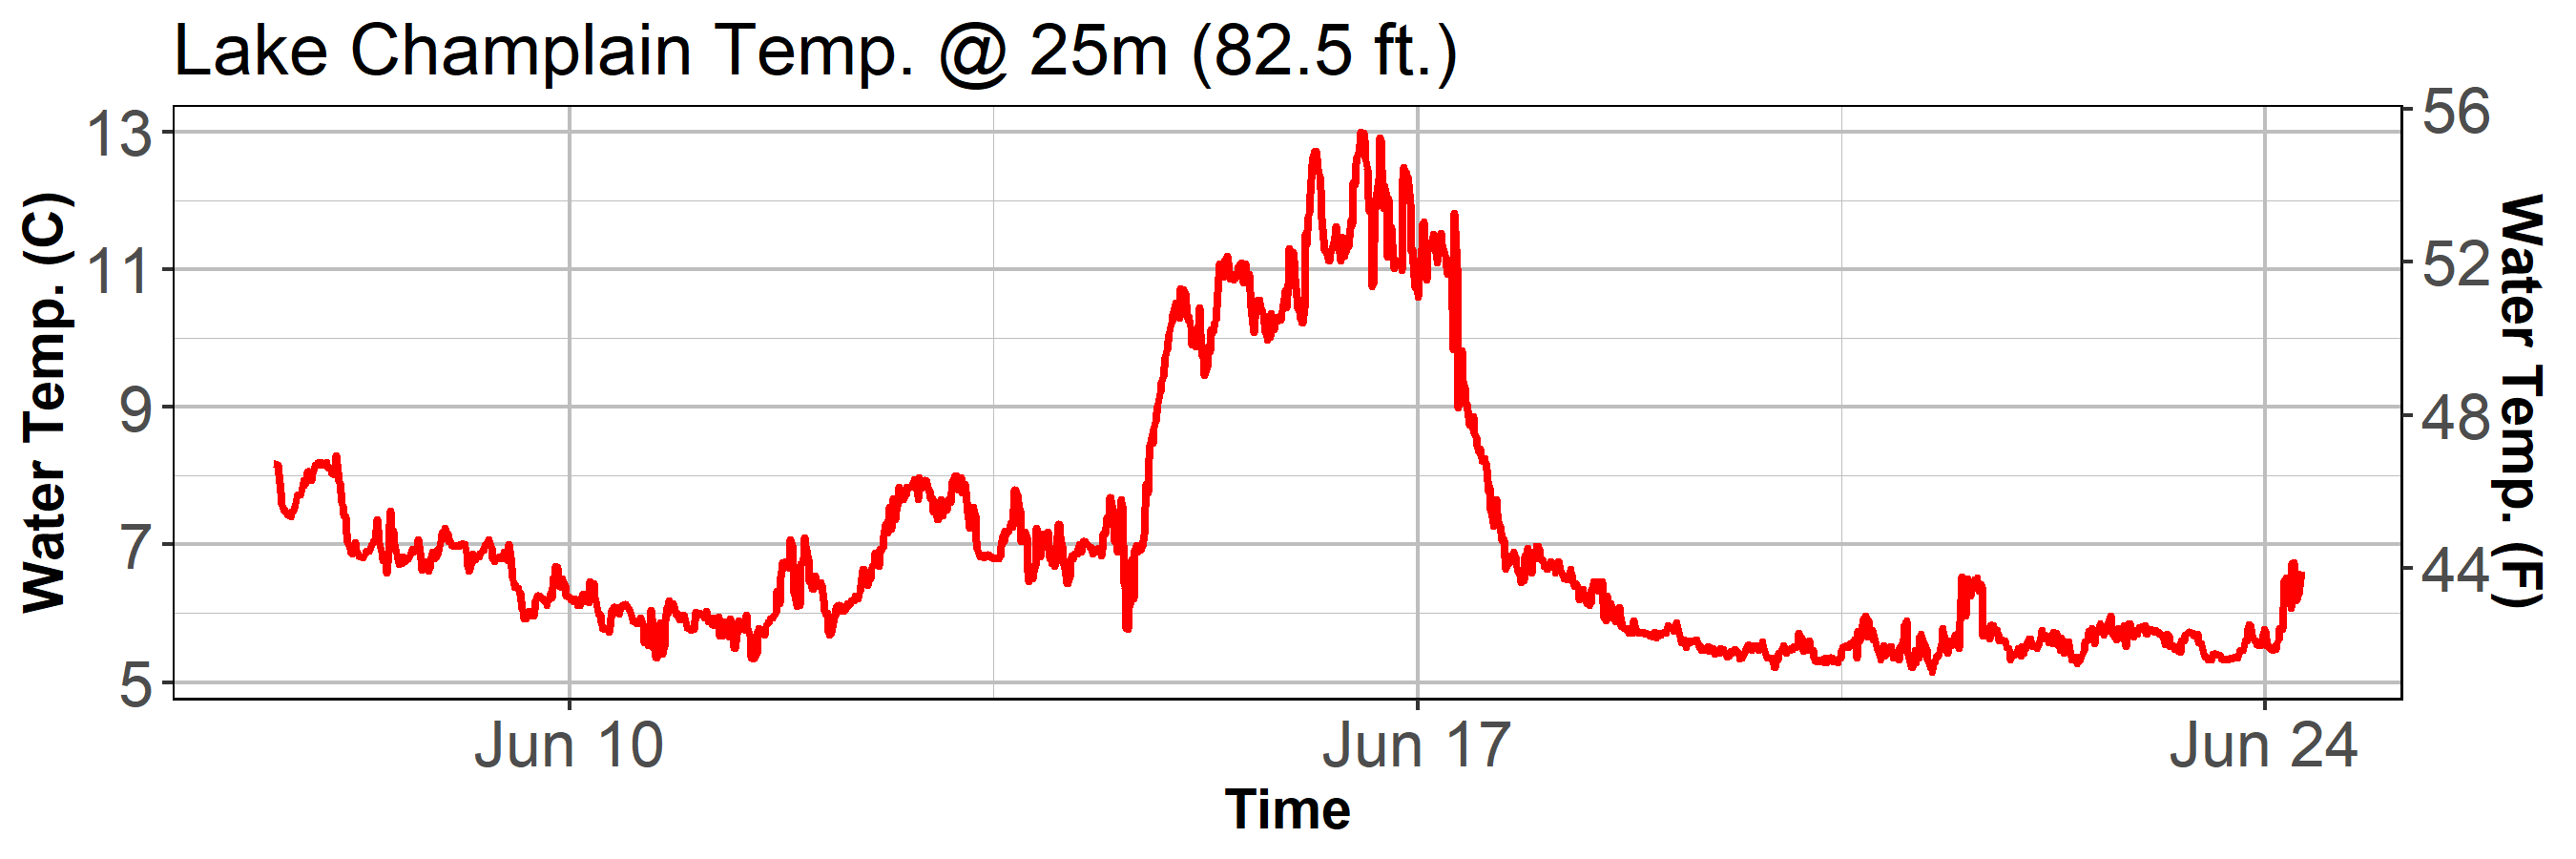 Lake Champlain Temp. @ 25m (82.5 ft.)
Water Temp. (C)
13
11
9
7
5
56
52
48
44
Water Temp. (F)
Jun 10
Jun 17
Jun 24
Time